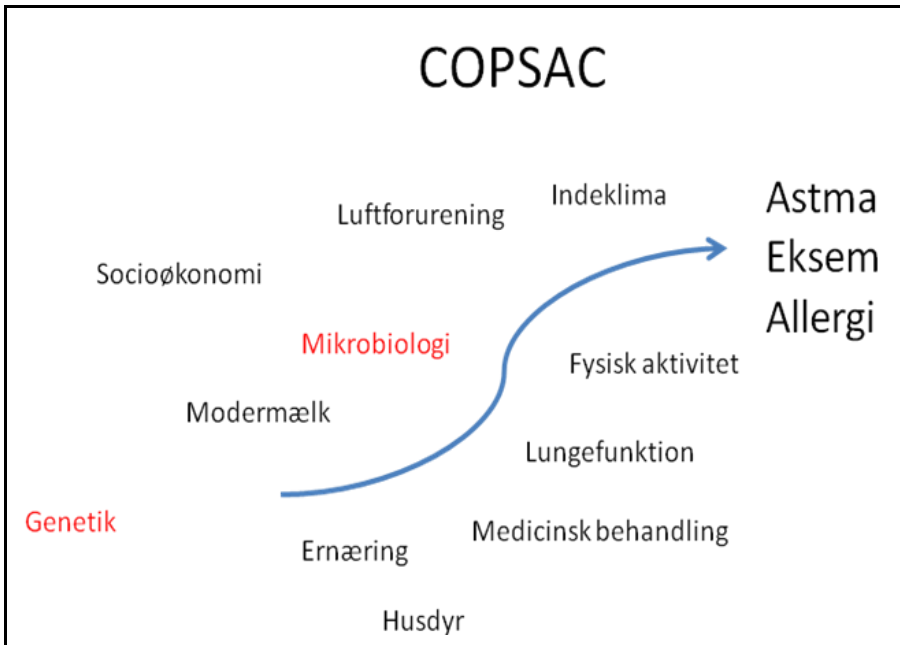 COPSAC
Indeklima
Astma
Luftforurening
Eksem
Socioøkonomi
Allergi
Mikrobiologi
Fysisk aktivitet
Modermælk
Lungefunktion
Genetik
Medicinsk behandling
Ernæring
Husdyr